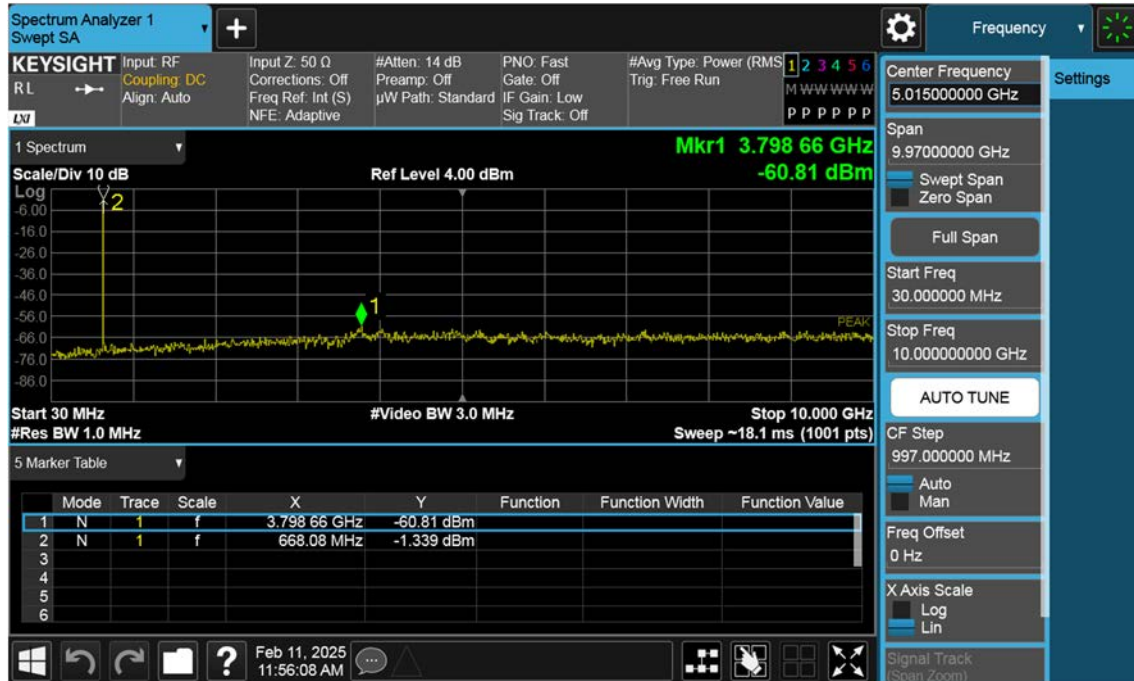 Spectrum Analyzer 1
Swept SA
+
Frequency
KEYSIGHT
RL
LXI
Input: RF
Coupling: DC
Align: Auto
Input Z: 50 Ω
Corrections: Off
Freq Ref: Int (S)
NFE: Adaptive
#Atten: 14 dB
Preamp: Off
µW Path: Standard
PNO: Fast
Gate: Off
IF Gain: Low
Sig Track: Off
#Avg Type: Power (RMS
Trig: Free Run
1 2 3 4 5 6
M W W W W W
P P P P P P
1 Spectrum
Scale/Div 10 dB
Ref Level 4.00 dBm
Mkr1 3.798 66 GHz
-60.81 dBm
Log
-6.00
-16.0
-26.0
-36.0
-46.0
-56.0
-66.0
-76.0
-86.0
2
1
PEAK
Start 30 MHz
#Video BW 3.0 MHz
Stop 10.000 GHz
#Res BW 1.0 MHz
Sweep ~18.1 ms (1001 pts)
5 Marker Table
Mode Trace Scale X Y Function Function Width Function Value
1 N 1 f 3.798 66 GHz -60.81 dBm
2 N 1 f 668.08 MHz -1.339 dBm
3
4
5
6
?
Feb 11, 2025
11:56:08 AM
Center Frequency
5.015000000 GHz
Settings
Span
9.97000000 GHz
Swept Span
Zero Span
Full Span
Start Freq
30.000000 MHz
Stop Freq
10.000000000 GHz
AUTO TUNE
CF Step
997.000000 MHz
Auto
Man
Freq Offset
0 Hz
X Axis Scale
Log
Lin
Signal Track
(Span Zoom)